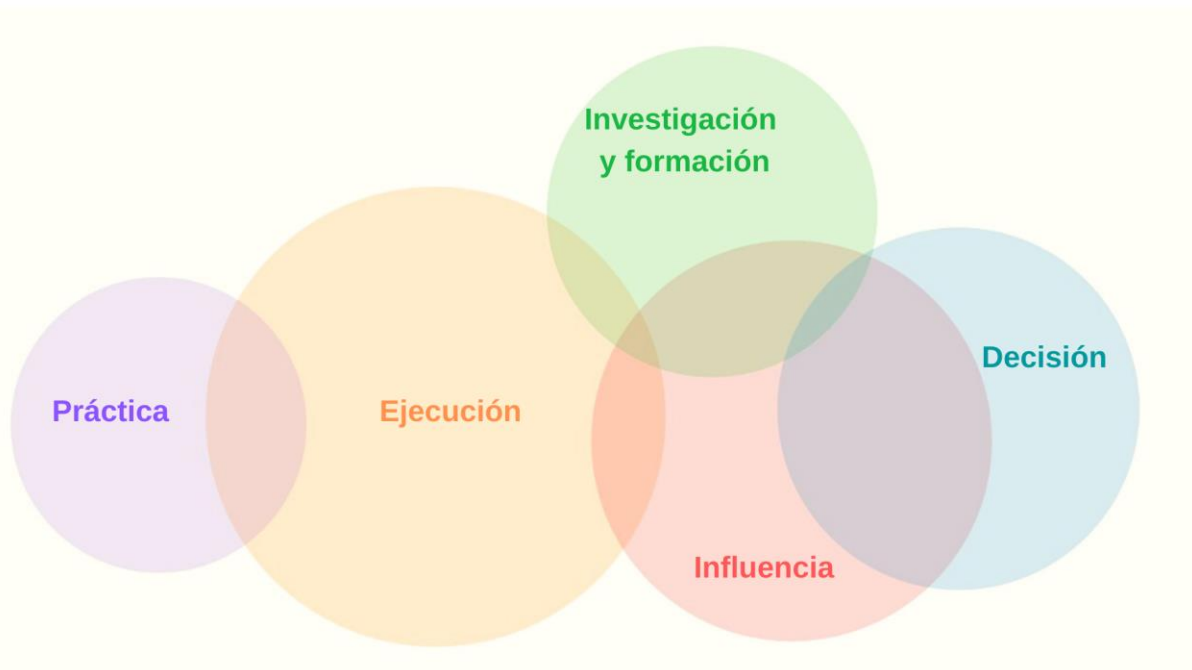 Investigación
y formación
Decisión
Práctica
Ejecución
Influencia